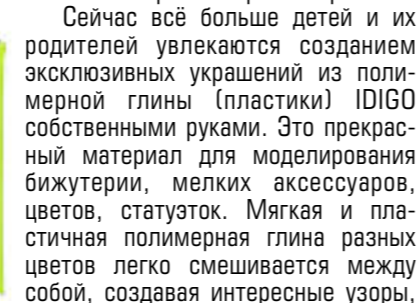 Сейчас всё больше детей и их
родителей увлекаются созданием
эксклюзивных украшений из поли-
мерной глины (пластики) IDIGO
собственными руками. Это прекрас-
ный материал для моделирования
бижутерии, мелких аксессуаров,
цветов, статуэток. Мягкая и пла-
стичная полимерная глина разных
цветов легко смешивается между
собой, создавая интересные узоры,